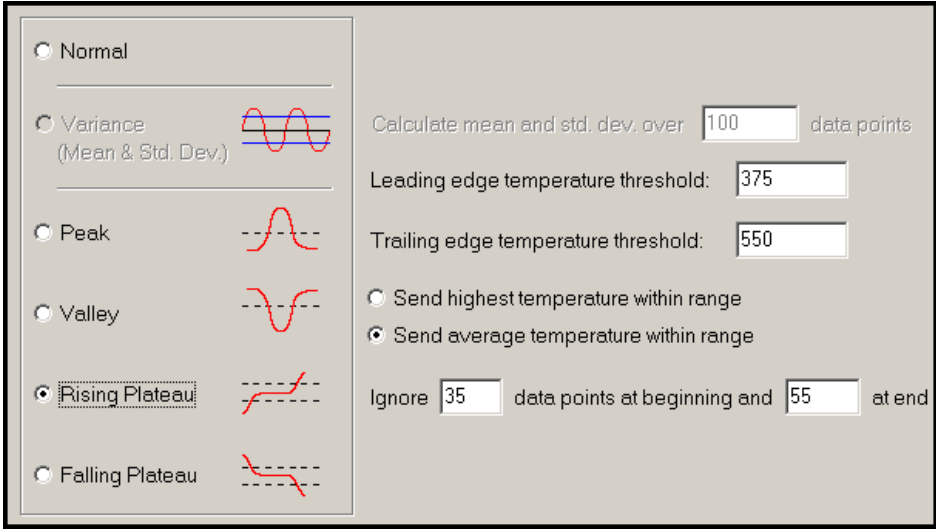 Normal
Variance
(Mean & Std. Dev.)
Peak
Valley
Rising Plateau
Falling Plateau
Calculate mean and std. dev. over 100 data points
Leading edge temperature threshold: 375
Trailing edge temperature threshold: 550
Send highest temperature within range
Send average temperature within range
Ignore 35 data points at beginning and 55 at end